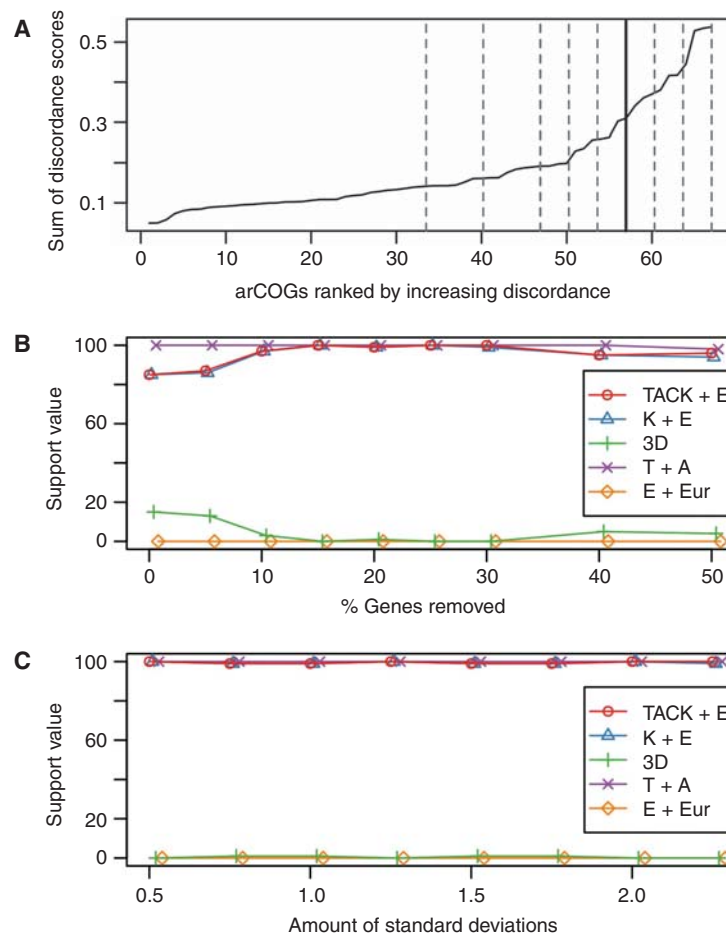 A
Sum of discordance scores
0.5
0.3
0.1
0 10 20 30 40 50 60
arCOGs ranked by increasing discordance
B
Support value
100
60
20
0
TACK + E
K + E
3D
T + A
E + Eur
0 10 20 30 40 50
% Genes removed
C
Support value
100
60
20
0
TACK + E
K + E
3D
T + A
E + Eur
0.5 1.0 1.5 2.0
Amount of standard deviations